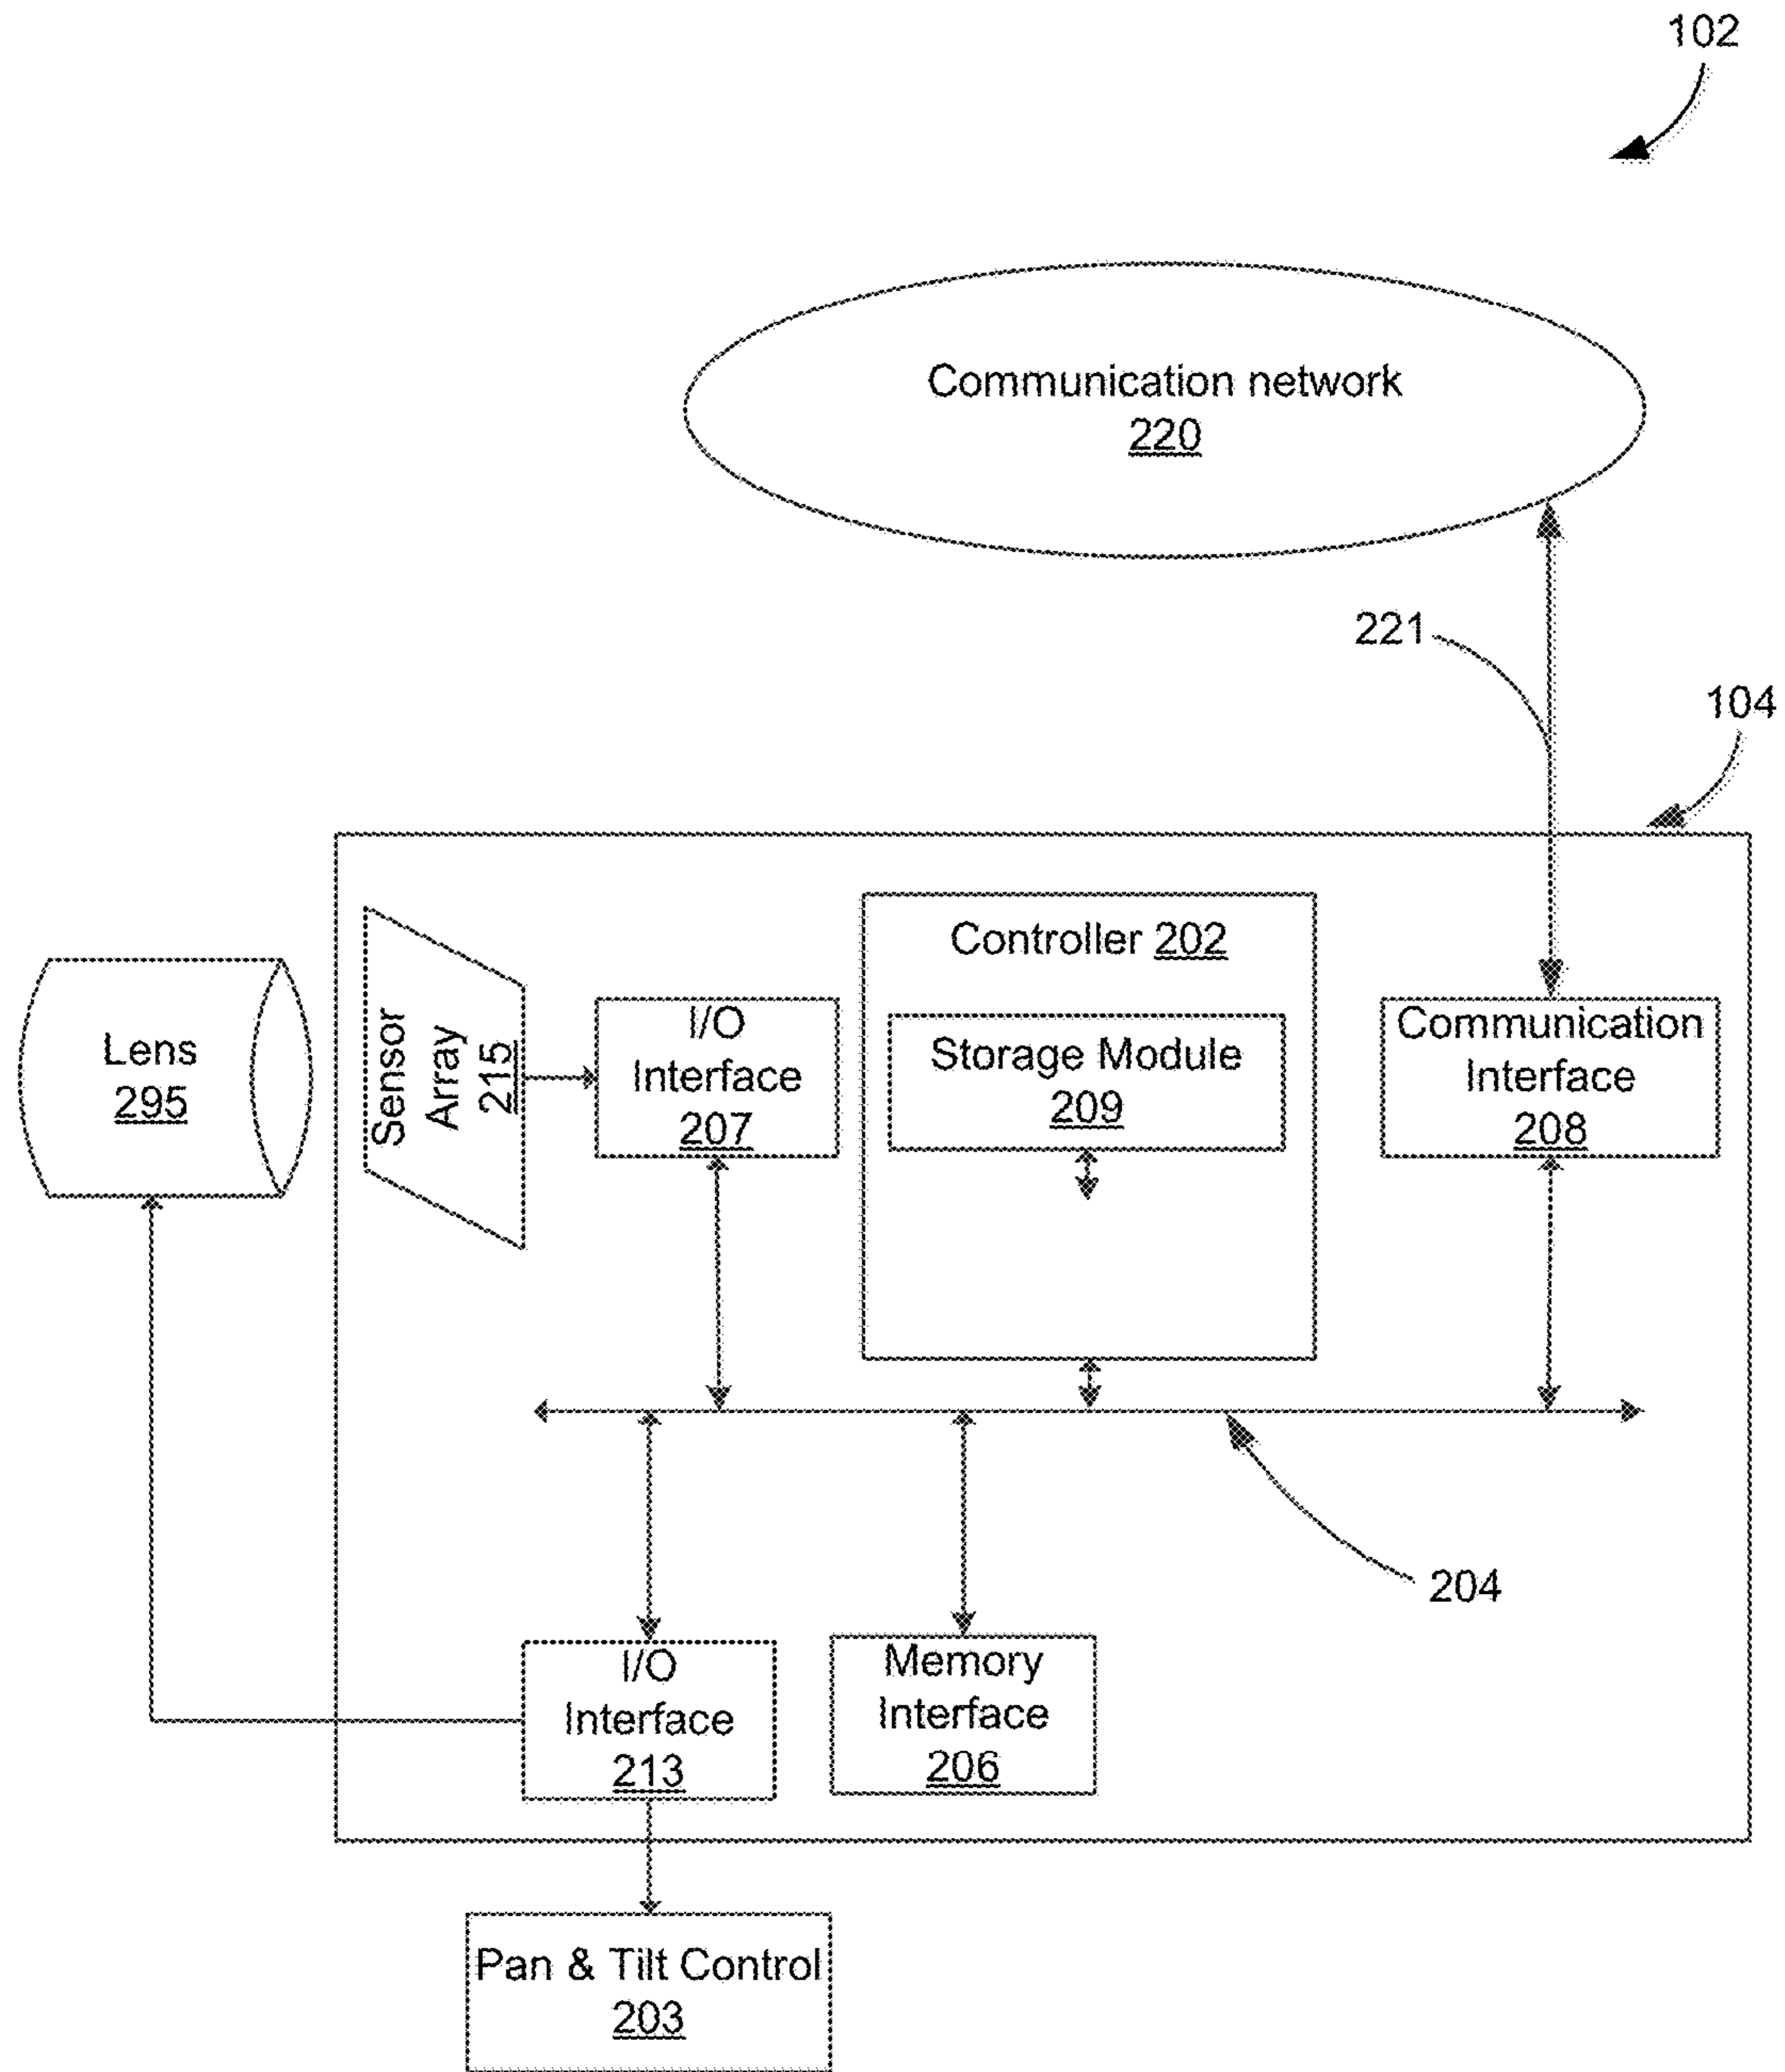 102
Communication network
220
221
104
Controller 202
Lens
295
Sensor
Array
215
I/O
Interface
207
Storage Module
209
Communication
Interface
208
204
I/O
Interface
213
Memory
Interface
206
Pan & Tilt Control
203